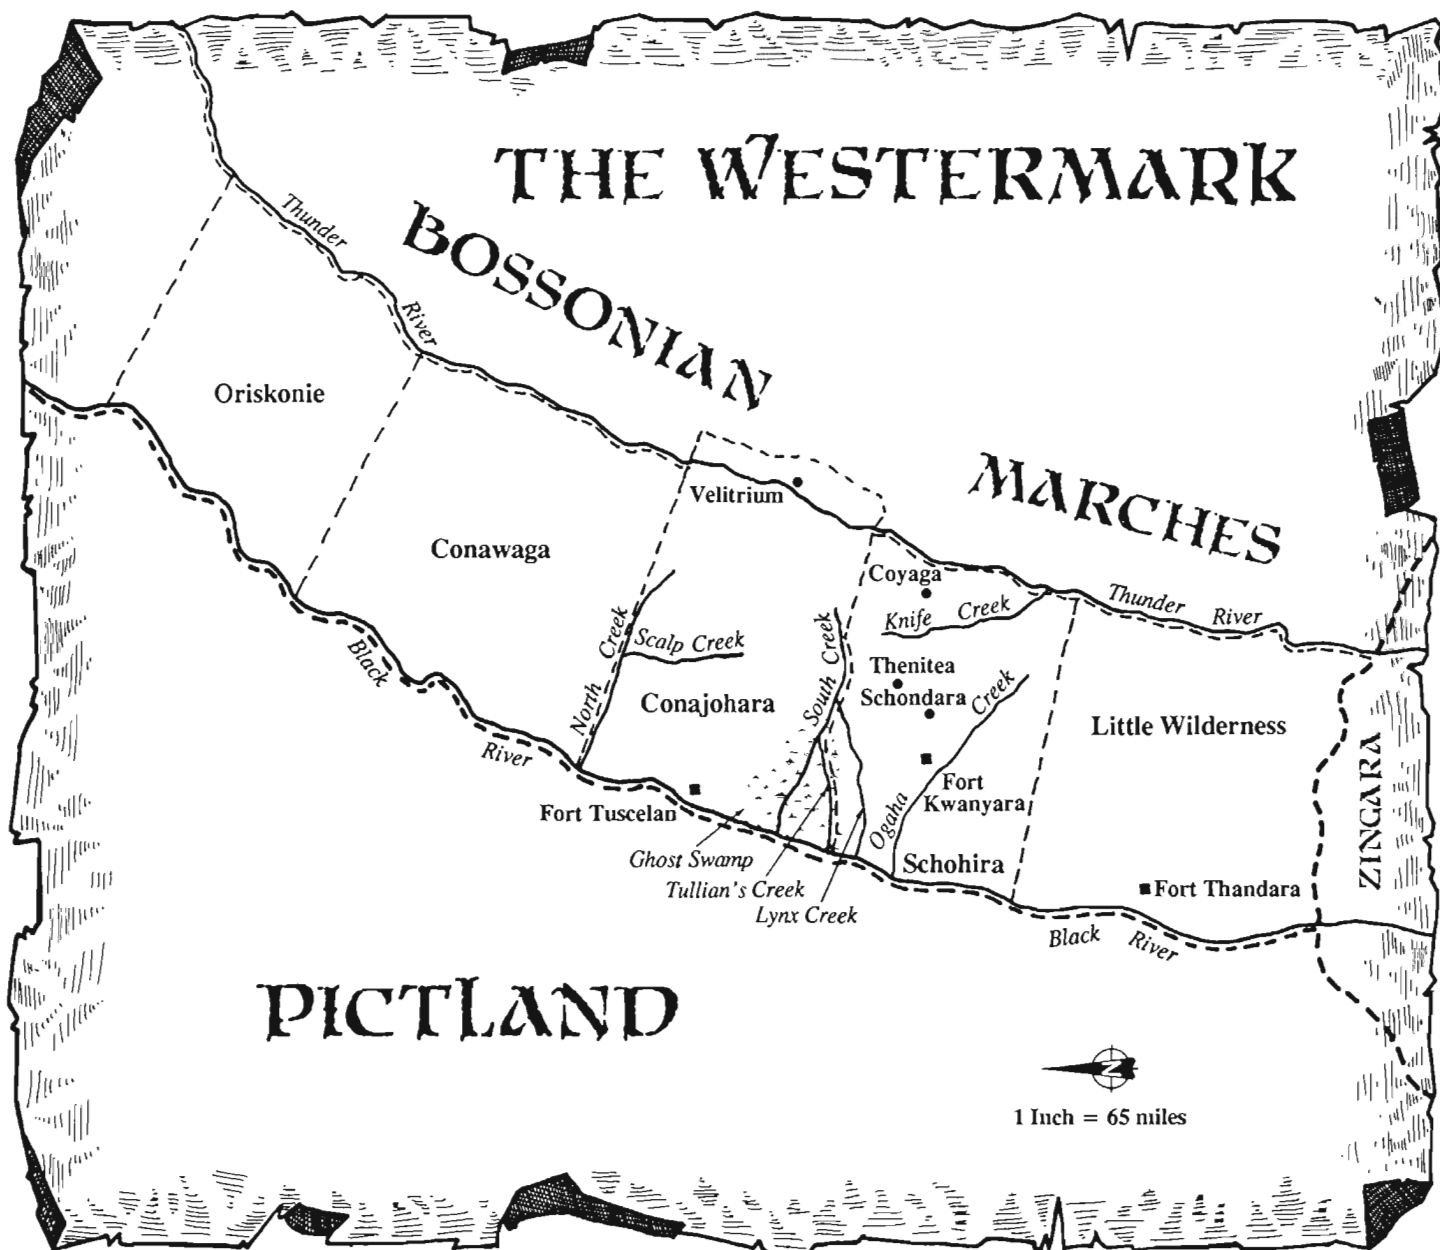 THE WESTERMARK
Thunder
River
BOSSONIAN
MARCHES
Oriskonie
Velitrium
Conawaga
Coyaga
Knife Creek
Thunder River
North Creek
Scalp Creek
South Creek
Thenitea
Schondara
Ogaha Creek
Black
River
Conajohara
Little Wilderness
ZINGARA
Fort
Kwanyara
Fort Tuscelan
Ghost Swamp
Tullian's Creek
Lynx Creek
Schohira
Fort Thandara
Black River
PICTLAND
N
1 Inch = 65 miles